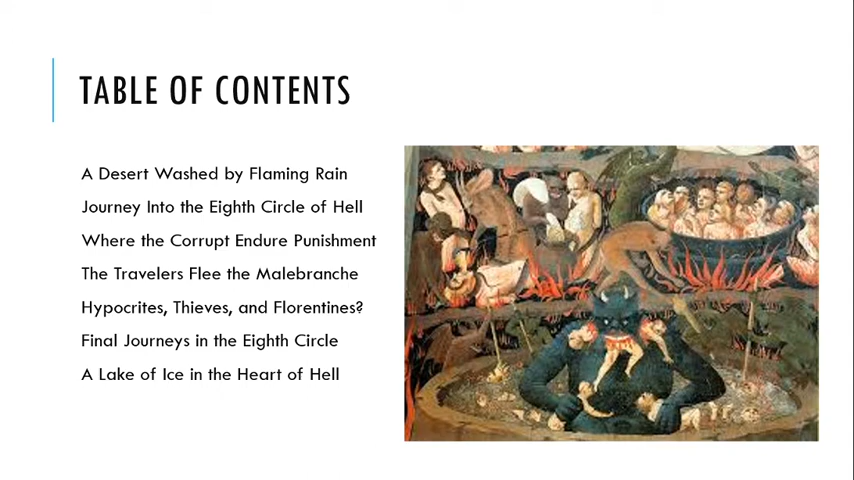 TABLE OF CONTENTS
A Desert Washed by Flaming Rain
Journey Into the Eighth Circle of Hell
Where the Corrupt Endure Punishment
The Travelers Flee the Malebranche
Hypocrites, Thieves, and Florentines?
Final Journeys in the Eighth Circle
A Lake of Ice in the Heart of Hell